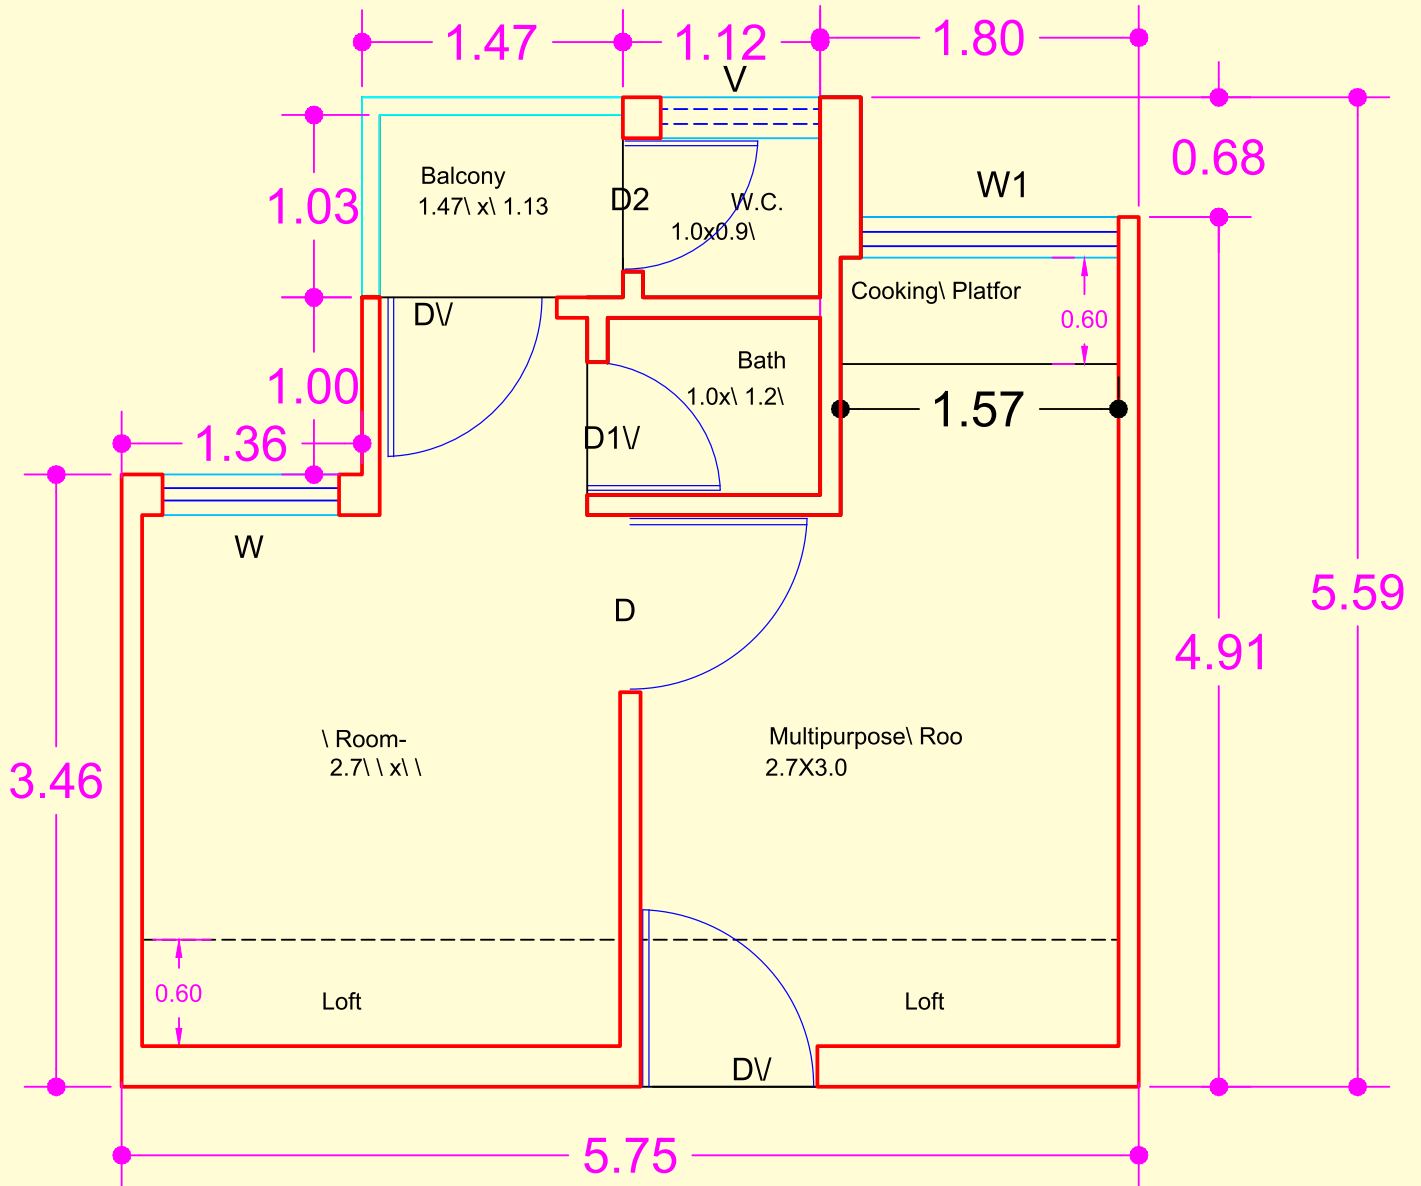 1.47
1.12
1.80
V
0.68
Balcony
1.47\ x\ 1.13
1.03
D2
W.C.
1.0x0.9\
W1
Cooking\ Platfor
0.60
D\/
Bath
1.0x\ 1.2\
1.00
1.57
1.36
D1\/
W
D
5.59
4.91
\ Room-
2.7\ \ x\ \
Multipurpose\ Roo
2.7X3.0
3.46
0.60
Loft
Loft
D\/
5.75